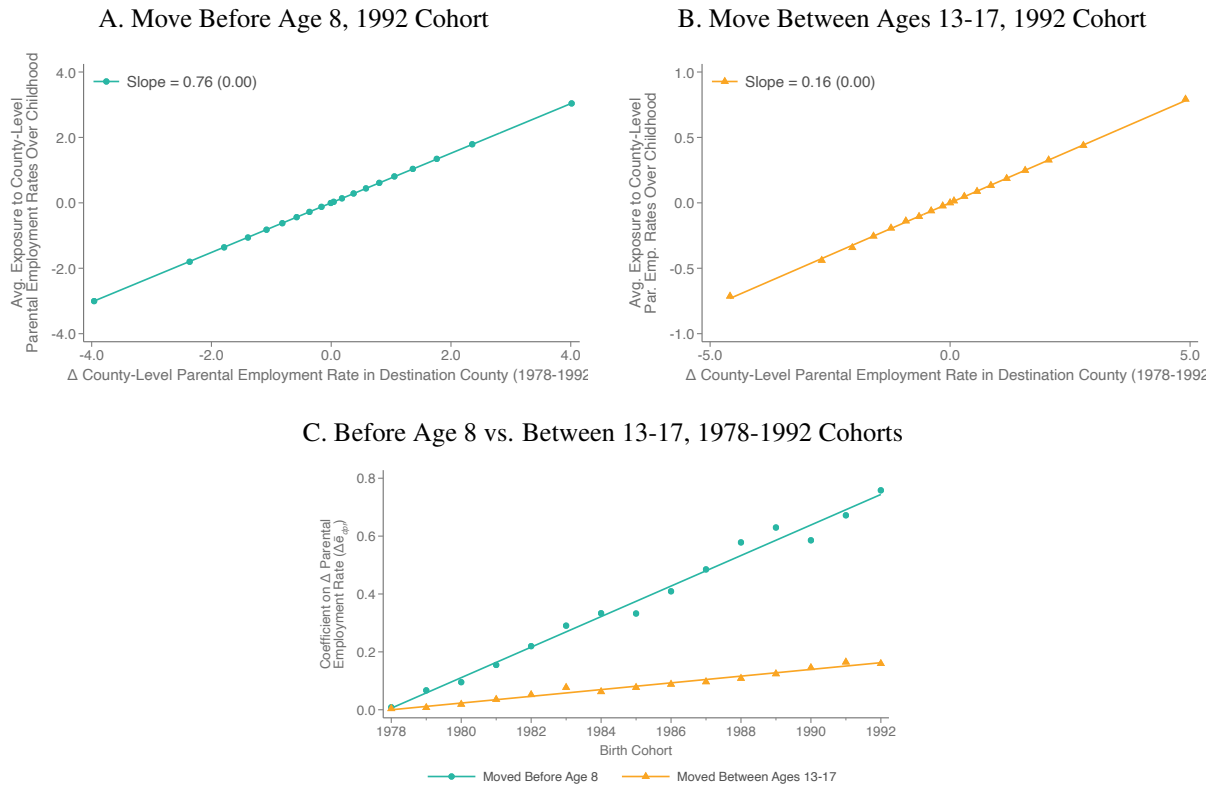 A. Move Before Age 8, 1992 Cohort
Avg. Exposure to County-Level
Parental Employment Rates Over Childhood
4.0
2.0
0.0
-2.0
-4.0
Slope = 0.76 (0.00)
-4.0 -2.0 0.0 2.0 4.0
Δ County-Level Parental Employment Rate in Destination County (1978-1992
B. Move Between Ages 13-17, 1992 Cohort
Avg. Exposure to County-Level
Par. Emp. Rates Over Childhood
1.0
0.5
0.0
-0.5
-1.0
Slope = 0.16 (0.00)
-5.0 0.0 5.0
Δ County-Level Parental Employment Rate in Destination County (1978-1992
C. Before Age 8 vs. Between 13-17, 1978-1992 Cohorts
Coefficient on Δ Parental
Employment Rate (Δē
0.8
0.6
0.4
0.2
0.0
1978 1980 1982 1984 1986 1988 1990 1992
Birth Cohort
Moved Before Age 8 Moved Between Ages 13-17